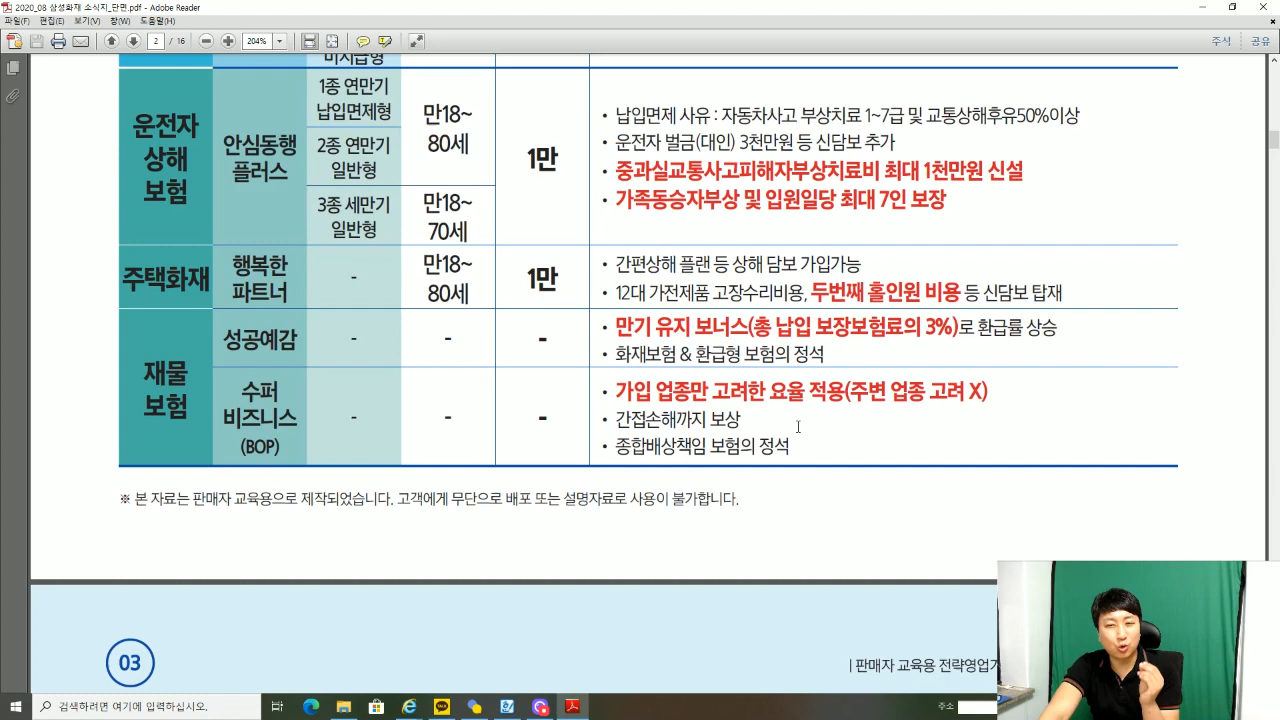 2020_08 삼성화재 소식지_단면.pdf - Adobe Reader
파일(F) 편집(E) 보기(V) 창(W) 도움말(H)
2 / 16 204% 주석 공유
미지급형
운전자
상해
보험
안심동행
플러스
1종 연만기
납입면제형
2종 연만기
일반형
3종 세만기
일반형
만18~
80세
만18~
70세
1만
• 납입면제 사유 : 자동차사고 부상치료 1~7급 및 교통상해후유50%이상
• 운전자 벌금(대인) 3천만원 등 신담보 추가
• 중과실교통사고피해자부상치료비 최대 1천만원 신설
• 가족동승자부상 및 입원일당 최대 7인 보장
주택화재
행복한
파트너
-
만18~
80세
1만
• 간편상해 플랜 등 상해 담보 가입가능
• 12대 가전제품 고장수리비용, 두번째 홀인원 비용 등 신담보 탑재
재물
보험
성공예감
-
-
-
• 만기 유지 보너스(총 납입 보장보험료의 3%)로 환급률 상승
• 화재보험 & 환급형 보험의 정석
수퍼
비즈니스
(BOP)
-
-
-
• 가입 업종만 고려한 요율 적용(주변 업종 고려 X)
• 간접손해까지 보상
• 종합배상책임 보험의 정석
※ 본 자료는 판매자 교육용으로 제작되었습니다. 고객에게 무단으로 배포 또는 설명자료로 사용이 불가합니다.
03
| 판매자 교육용 전략영업
검색하려면 여기에 입력하십시오.
주소